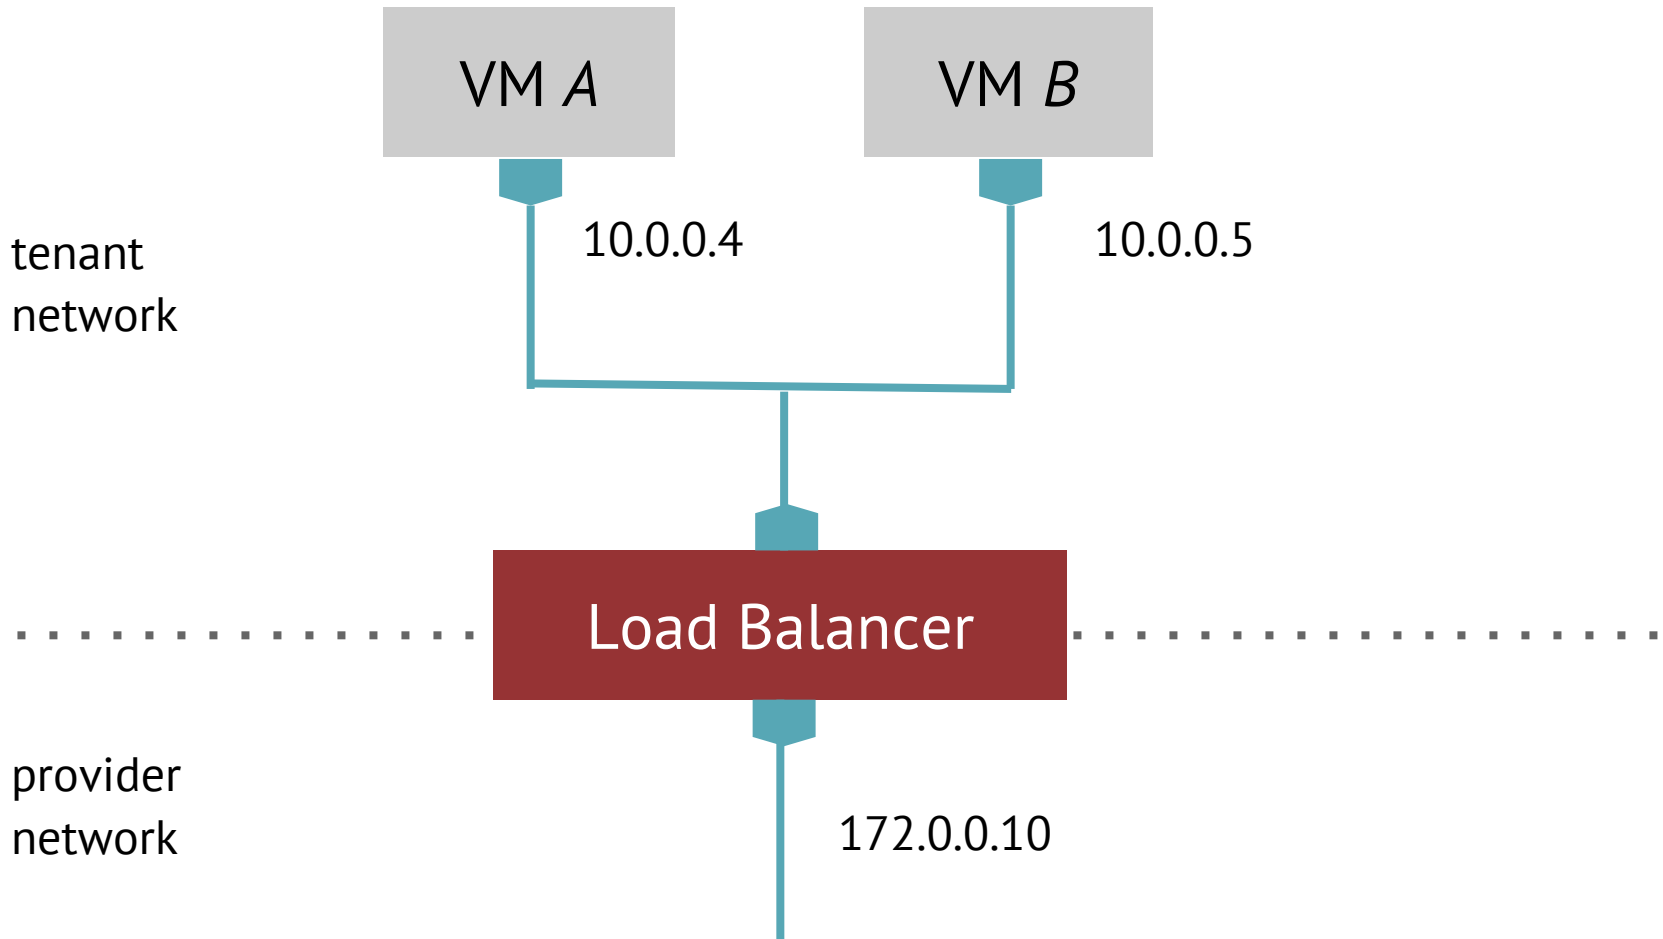 VM A
VM B
10.0.0.4
10.0.0.5
tenant
network
Load Balancer
provider
network
172.0.0.10